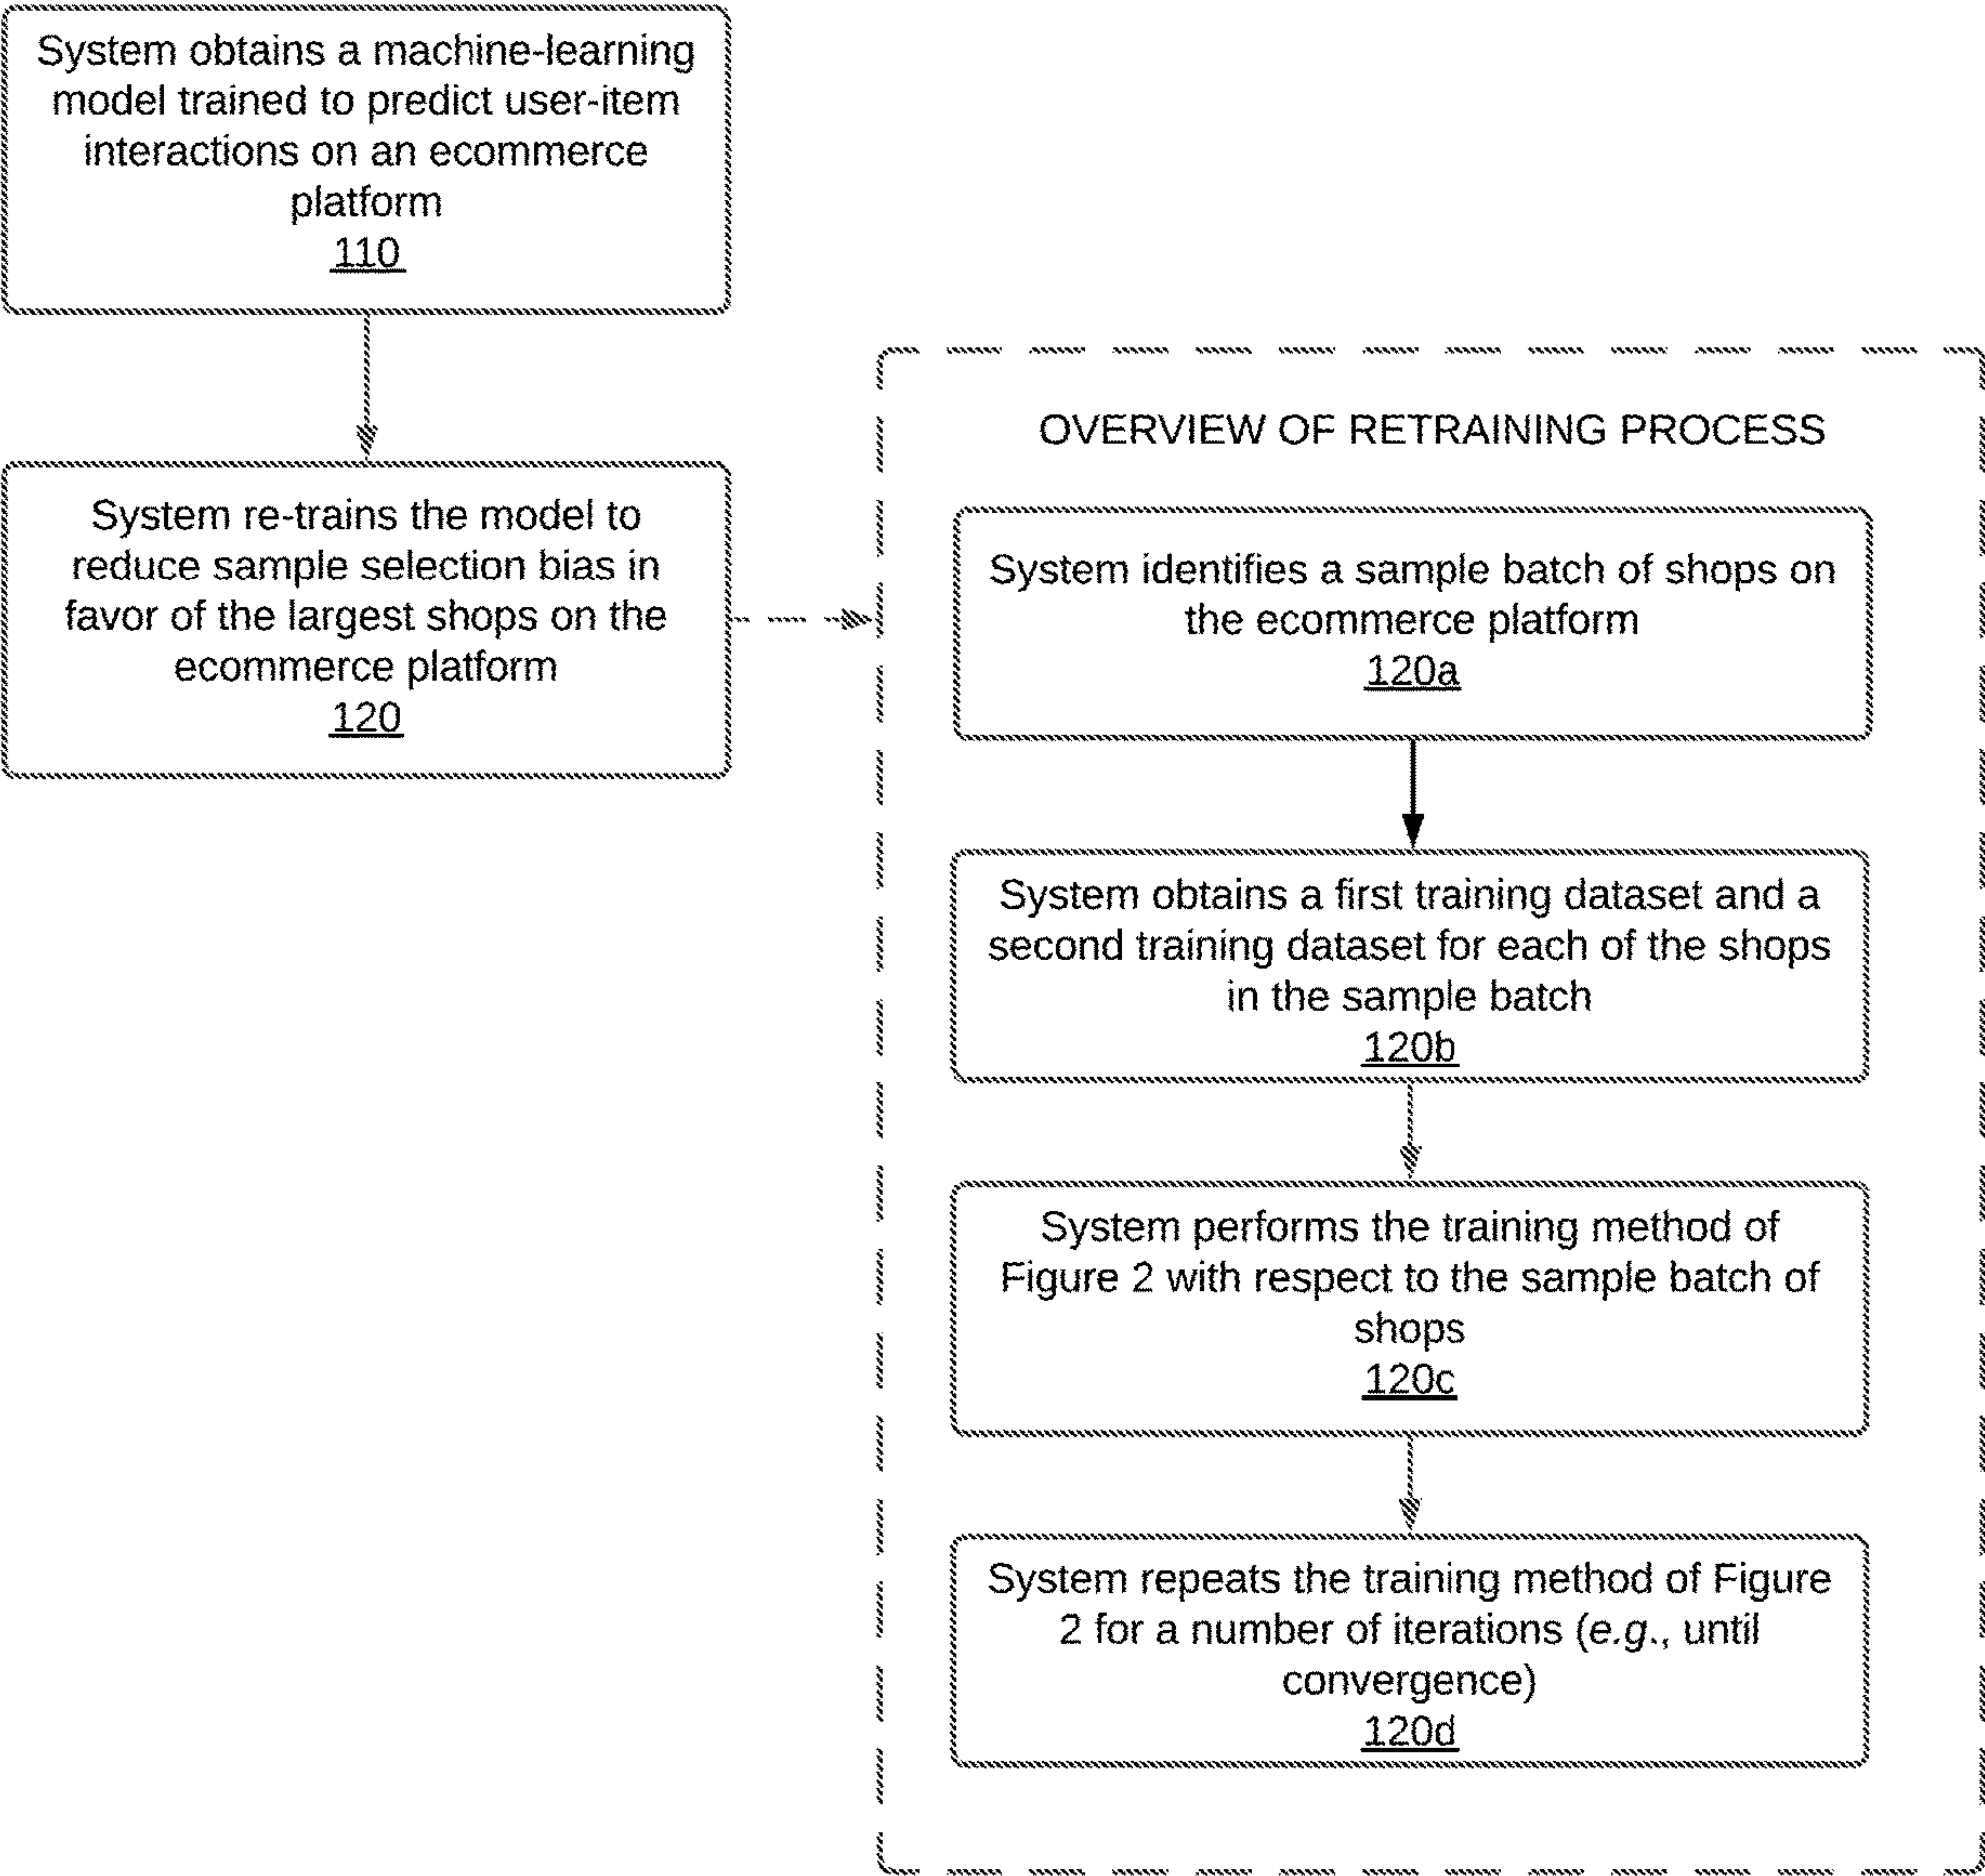 System obtains a machine-learning
model trained to predict user-item
interactions on an ecommerce
platform
110
System re-trains the model to
reduce sample selection bias in
favor of the largest shops on the
ecommerce platform
120
OVERVIEW OF RETRAINING PROCESS
System identifies a sample batch of shops on
the ecommerce platform
120a
System obtains a first training dataset and a
second training dataset for each of the shops
in the sample batch
120b
System performs the training method of
Figure 2 with respect to the sample batch of
shops
120c
System repeats the training method of Figure
2 for a number of iterations (e.g., until
convergence)
120d